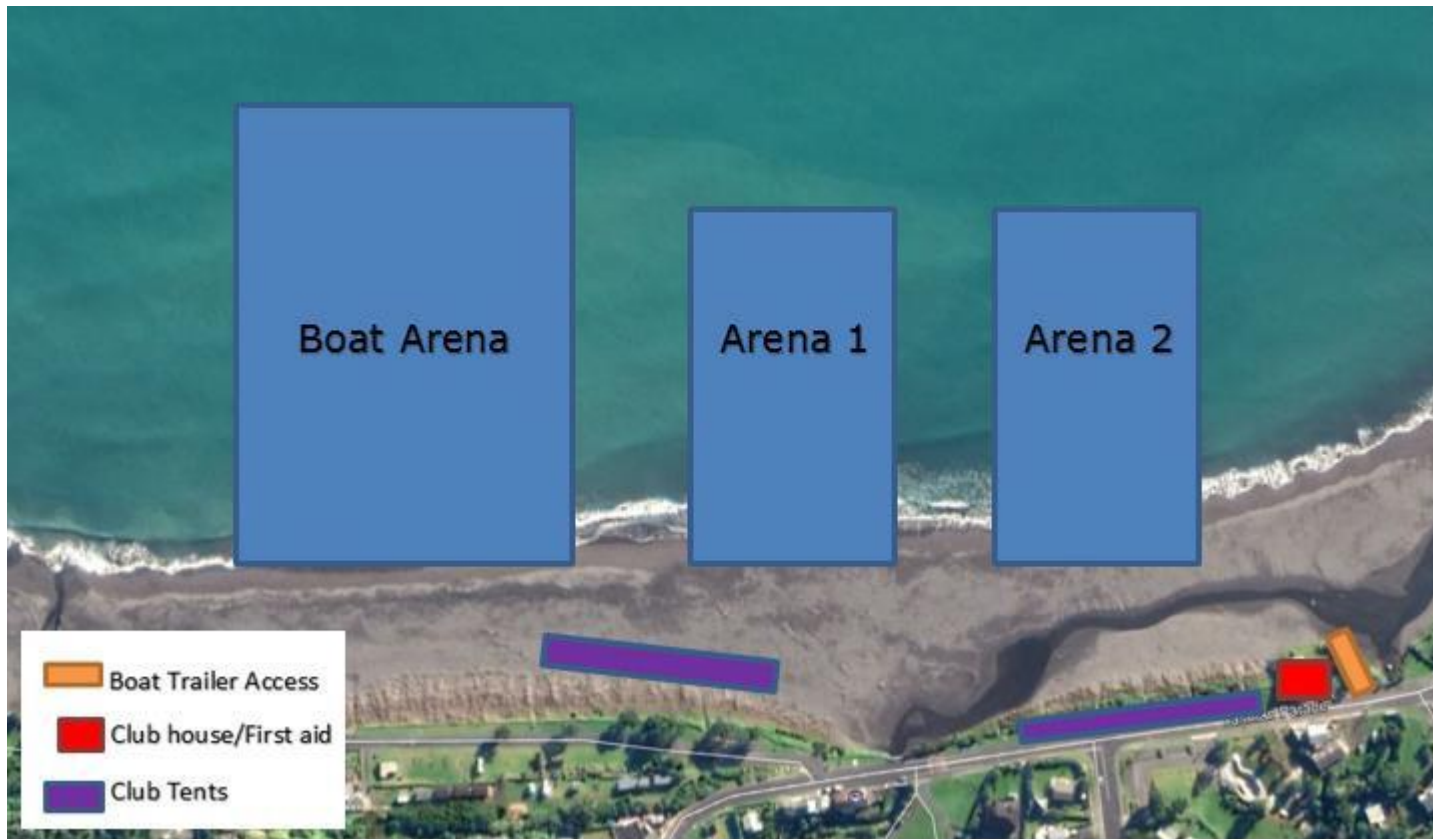 Boat Arena
Arena 1
Arena 2
Boat Trailer Access
Club house/First aid
Club Tents